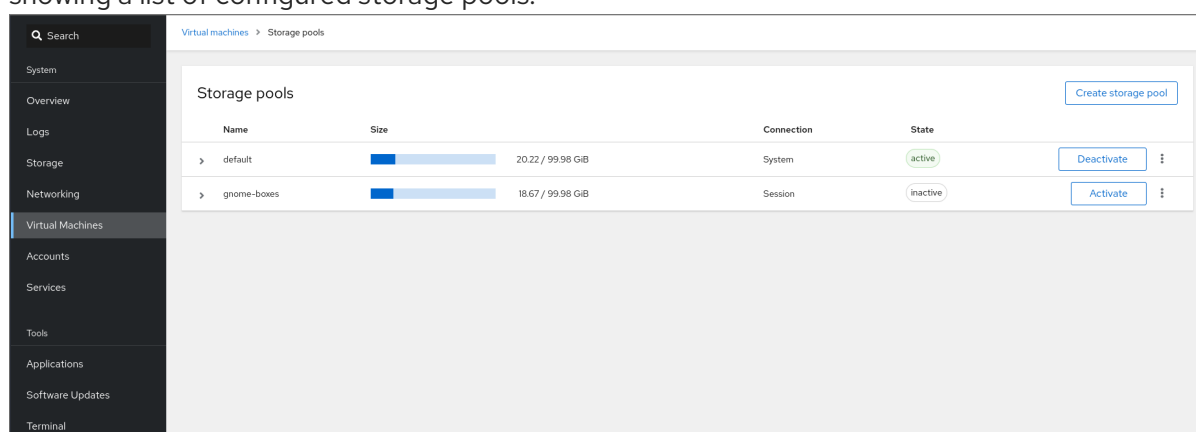 showing a list of configured storage pools.
Search
Virtual machines > Storage pools
System
Overview
Logs
Storage
Networking
Virtual Machines
Accounts
Services
Tools
Applications
Software Updates
Terminal
Storage pools
Create storage pool
Name Size Connection State
default 20.22 / 99.98 GiB System active Deactivate
gnome-boxes 18.67 / 99.98 GiB Session inactive Activate